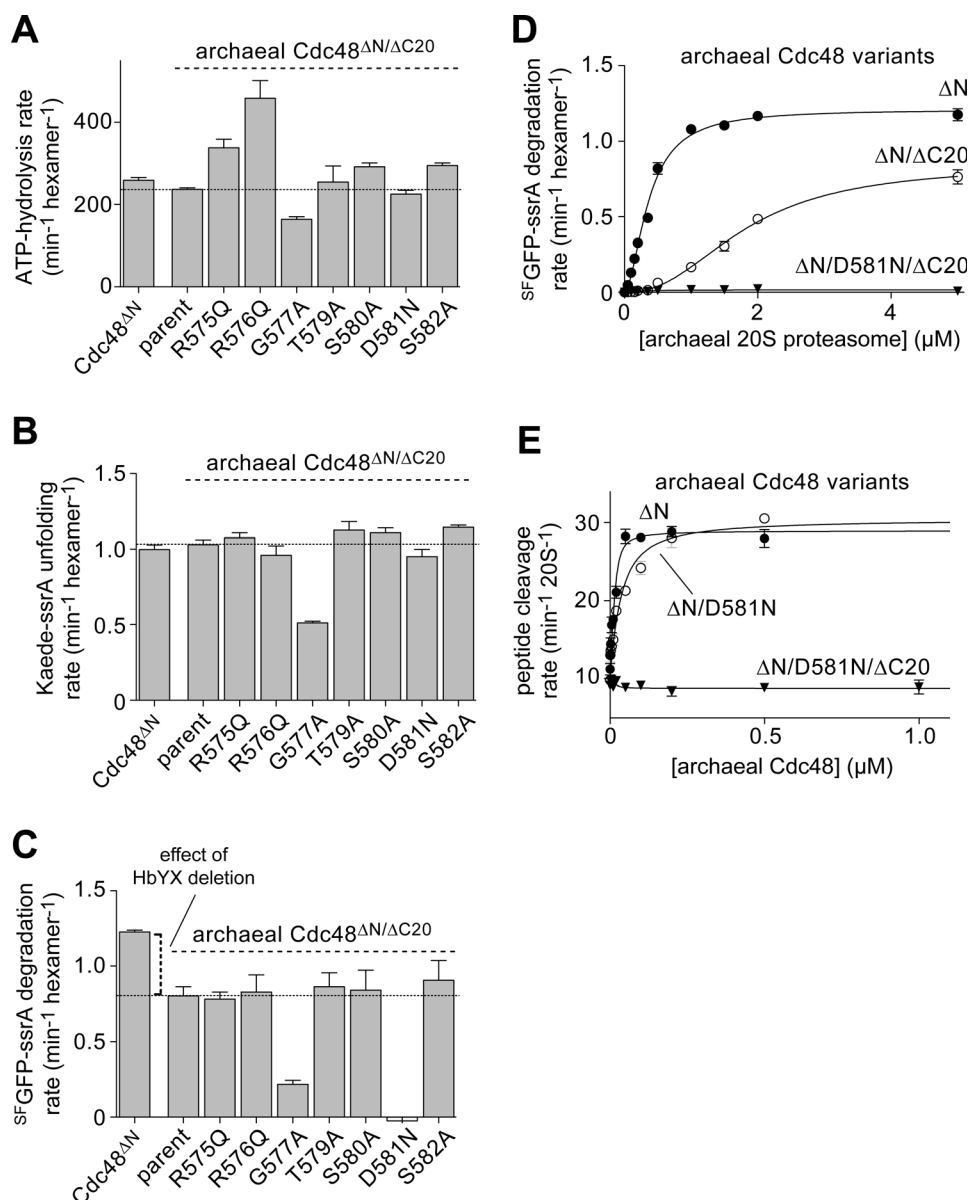 A
archaeal Cdc48ΔN/ΔC20
ATP-hydrolysis rate
(min-1 hexamer-1)
400
200
0
Cdc48ΔN
parent
R575Q
R576Q
G577A
T579A
S580A
D581N
S582A
B
archaeal Cdc48ΔN/ΔC20
Kaede-ssrA unfolding
rate (min-1 hexamer-1)
1.5
1.0
0.5
0
Cdc48ΔN
parent
R575Q
R576Q
G577A
T579A
S580A
D581N
S582A
C
effect of
HbYX deletion
archaeal Cdc48ΔN/ΔC20
SFGFP-ssrA degradation
rate (min-1 hexamer-1)
1.5
1.0
0.5
0
Cdc48ΔN
parent
R575Q
R576Q
G577A
T579A
S580A
D581N
S582A
D
archaeal Cdc48 variants
SFGFP-ssrA degradation
rate (min-1 hexamer-1)
1.5
1.0
0.5
0
ΔN
ΔN/ΔC20
ΔN/D581N/ΔC20
0 2 4
[archaeal 20S proteasome] (μM)
E
archaeal Cdc48 variants
peptide cleavage
rate (min-1 20S-1)
30
20
10
ΔN
ΔN/D581N
ΔN/D581N/ΔC20
0 0.5 1.0
[archaeal Cdc48] (μM)